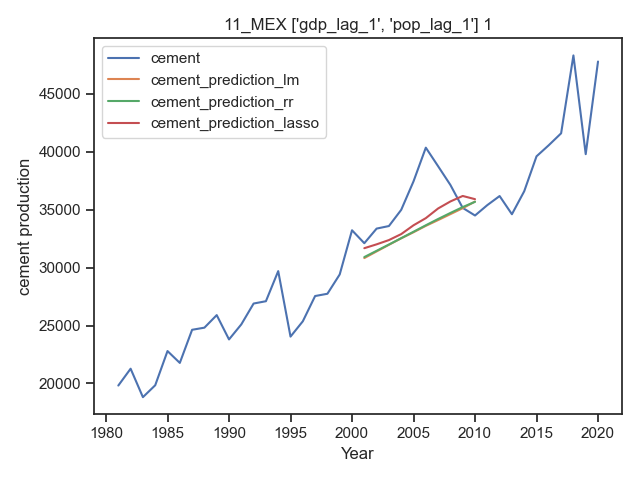 11_MEX ['gdp_lag_1', 'pop_lag_1'] 1
cement
cement_prediction_lm
cement_prediction_rr
cement_prediction_lasso
cement production
45000
40000
35000
30000
25000
20000
1980 1985 1990 1995 2000 2005 2010 2015 2020
Year